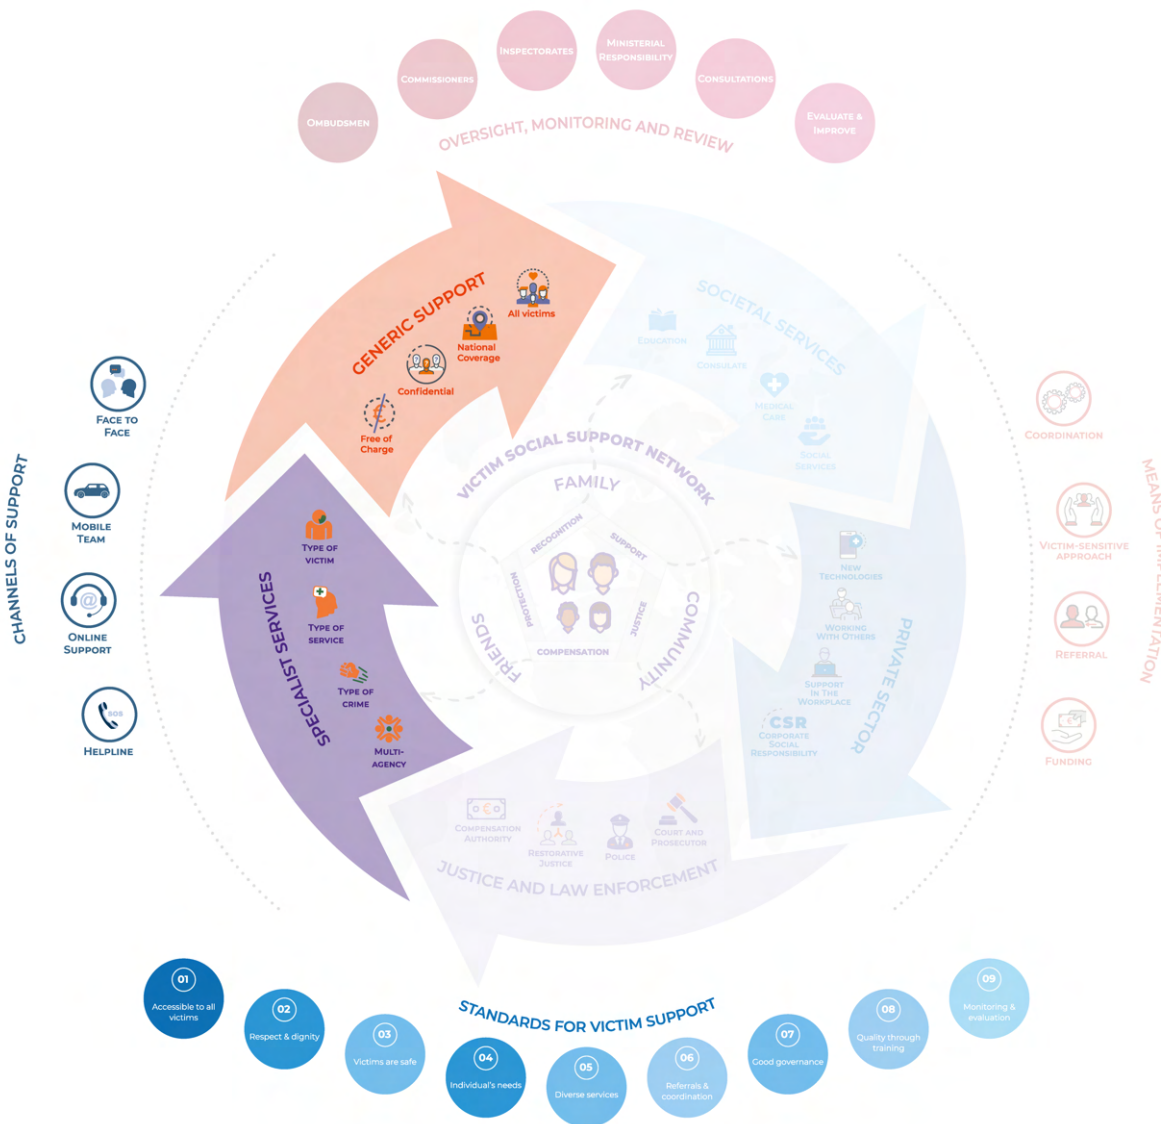 OMBUDSMEN
COMMISSIONERS
INSPECTORATES
MINISTERIAL
RESPONSIBILITY
CONSULTATIONS
EVALUATE &
IMPROVE
OVERSIGHT, MONITORING AND REVIEW
GENERIC SUPPORT
All victims
National
Coverage
Confidential
€
Free of
Charge
SOCIETAL SERVICES
EDUCATION
CONSULATE
MEDICAL
CARE
SOCIAL
SERVICES
CHANNELS OF SUPPORT
FACE TO
FACE
MOBILE
TEAM
@
ONLINE
SUPPORT
SOS
HELPLINE
SPECIALIST SERVICES
TYPE OF
VICTIM
TYPE OF
SERVICE
TYPE OF
CRIME
MULTI-
AGENCY
VICTIM SOCIAL SUPPORT NETWORK
FAMILY
FRIENDS
COMMUNITY
RECOGNITION
SUPPORT
PROTECTION
JUSTICE
COMPENSATION
PRIVATE SECTOR
NEW
TECHNOLOGIES
WORKING
WITH OTHERS
SUPPORT
IN THE
WORKPLACE
CSR
CORPORATE
SOCIAL
RESPONSIBILITY
MEANS OF IMPLEMENTATION
COORDINATION
VICTIM-SENSITIVE
APPROACH
REFERRAL
€
FUNDING
€
COMPENSATION
AUTHORITY
RESTORATIVE
JUSTICE
POLICE
COURT AND
PROSECUTOR
JUSTICE AND LAW ENFORCEMENT
STANDARDS FOR VICTIM SUPPORT
01
Accessible to all
victims
02
Respect & dignity
03
Victims are safe
04
Individual's needs
05
Diverse services
06
Referrals &
coordination
07
Good governance
08
Quality through
training
09
Monitoring &
evaluation